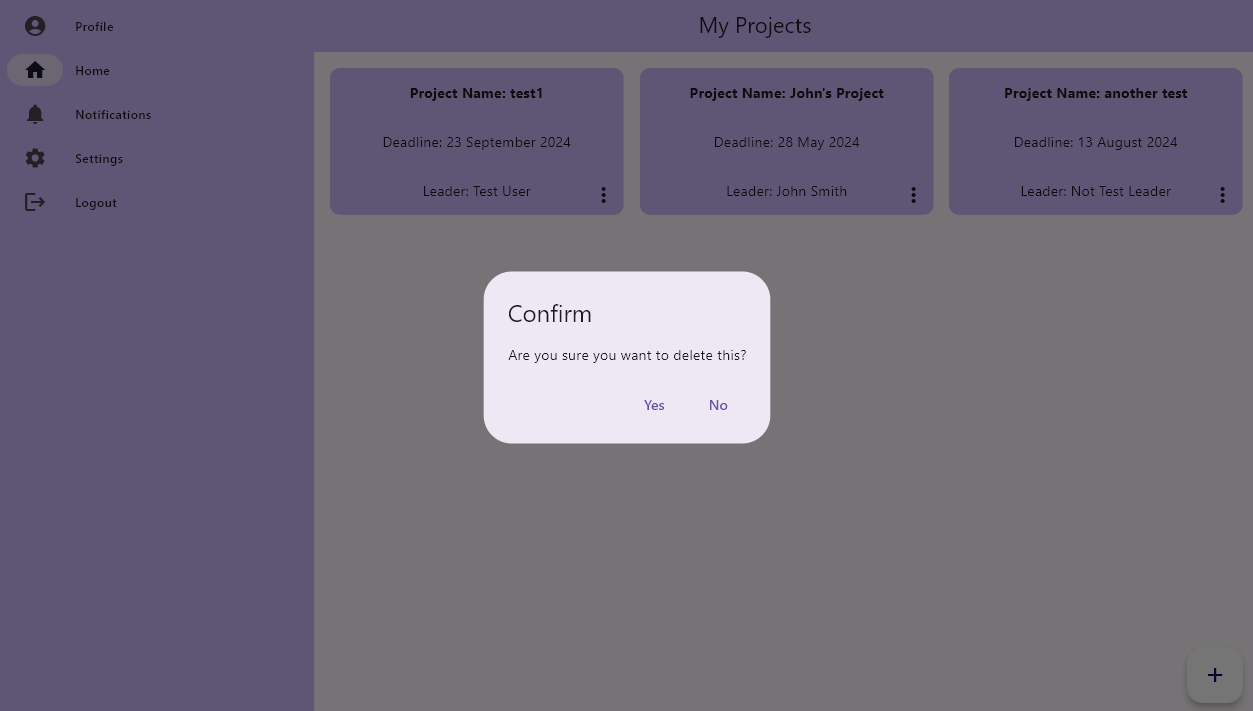 Profile
Home
Notifications
Settings
Logout
My Projects
Project Name: test1
Deadline: 23 September 2024
Leader: Test User
Project Name: John's Project
Deadline: 28 May 2024
Leader: John Smith
Project Name: another test
Deadline: 13 August 2024
Leader: Not Test Leader
Confirm
Are you sure you want to delete this?
Yes No